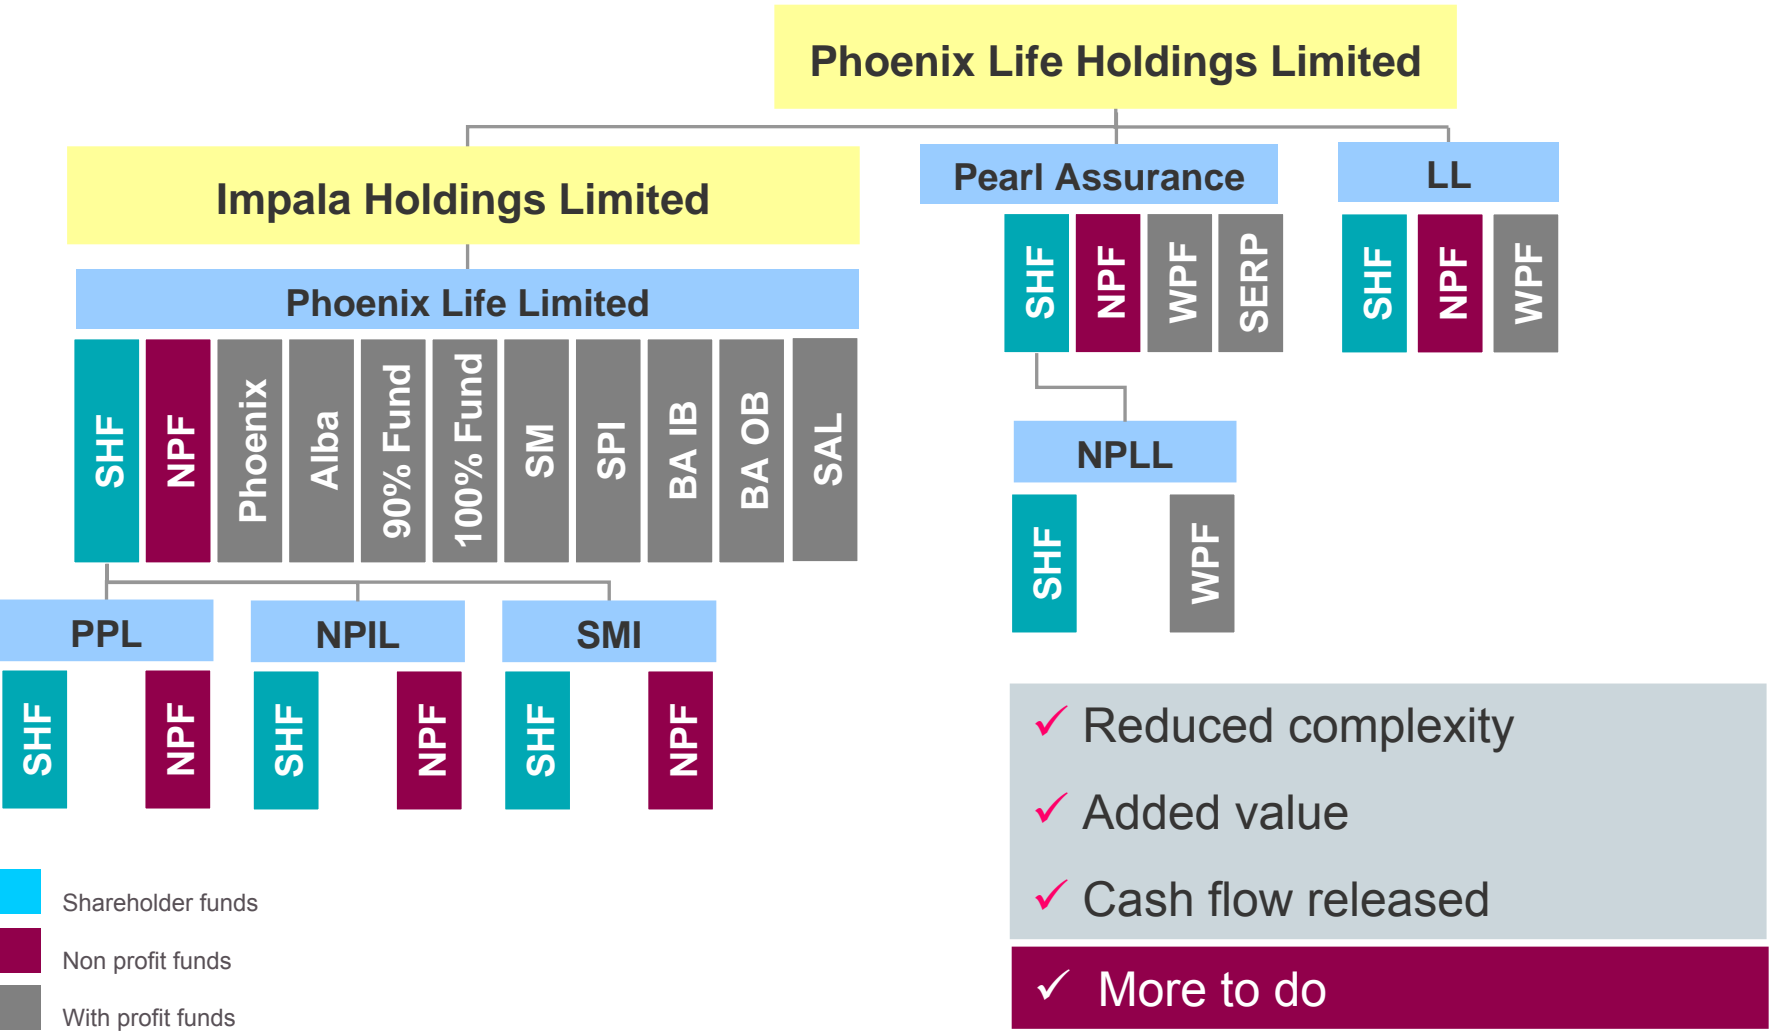 Phoenix Life Holdings Limited
Impala Holdings Limited
Pearl Assurance
LL
Phoenix Life Limited
SHF
NPF
WPF
SERP
SHF
NPF
WPF
SHF
NPF
Phoenix
Alba
90% Fund
100% Fund
SM
SPI
BA IB
BA OB
SAL
NPLL
SHF
WPF
PPL
NPIL
SMI
SHF
NPF
SHF
NPF
SHF
NPF
✓ Reduced complexity
✓ Added value
✓ Cash flow released
✓ More to do
Shareholder funds
Non profit funds
With profit funds